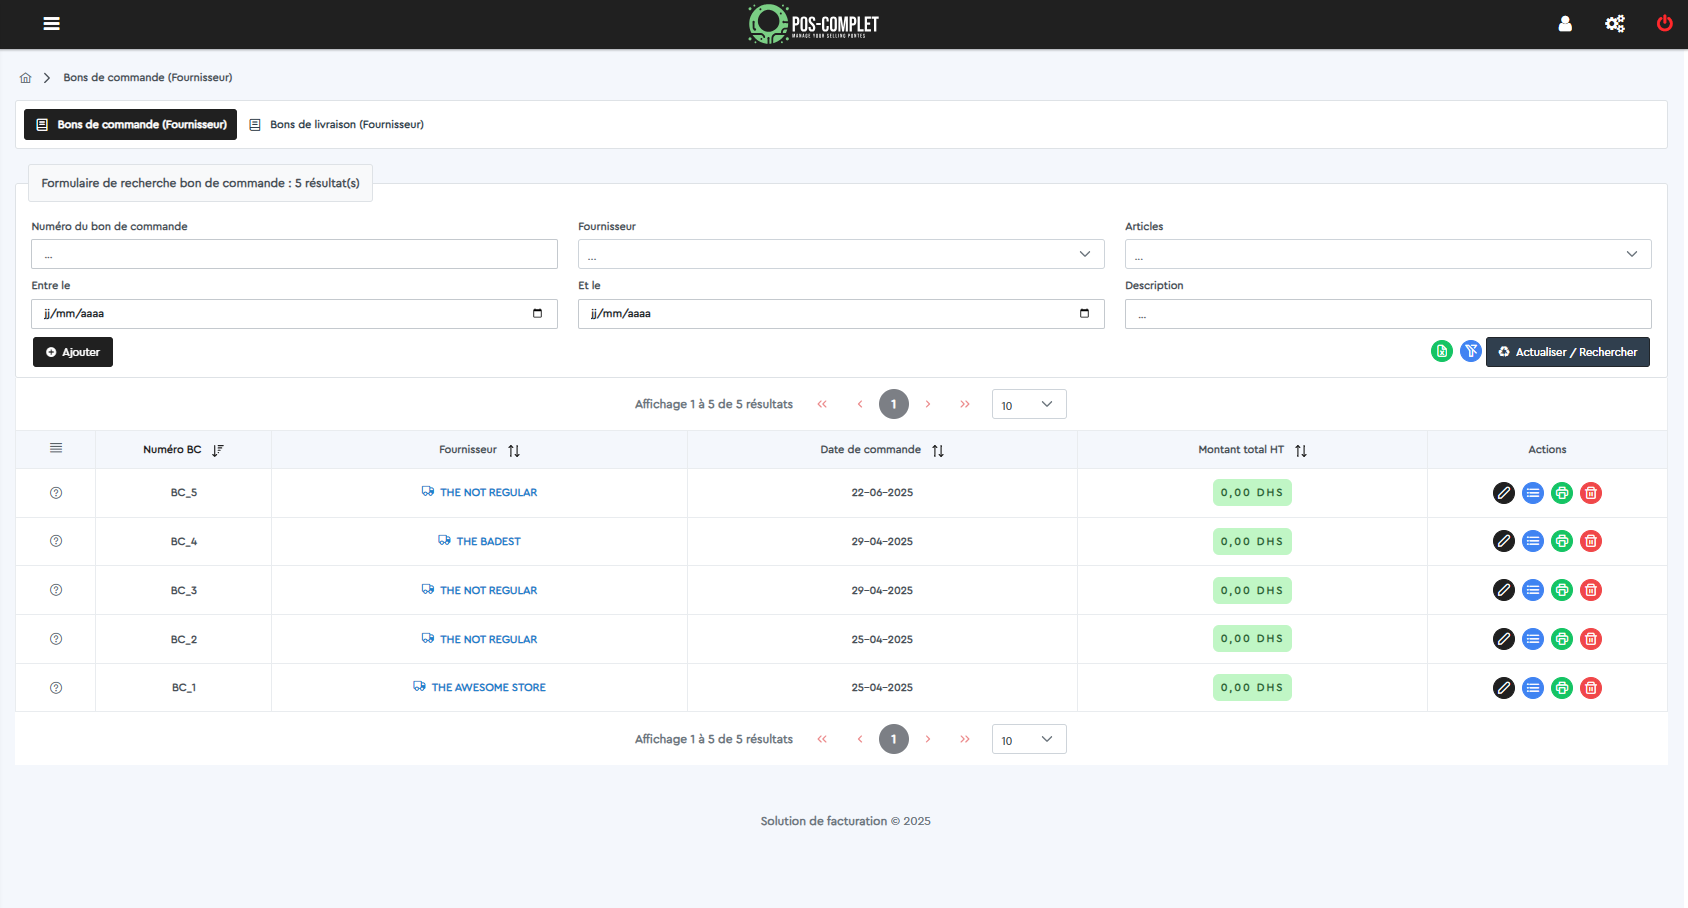 POS-COMPLET
MANAGE YOUR SELLING POINTES
Bons de commande (Fournisseur)
Bons de commande (Fournisseur) Bons de livraison (Fournisseur)
Formulaire de recherche bon de commande : 5 résultat(s)
Numéro du bon de commande Fournisseur Articles
... ... ...
Entre le Et le Description
jj/mm/aaaa jj/mm/aaaa ...
Ajouter Actualiser / Rechercher
Affichage 1 à 5 de 5 résultats « ‹ 1 › » 10
Numéro BC Fournisseur Date de commande Montant total HT Actions
BC_5 THE NOT REGULAR 22-06-2025 0,00 DHS
BC_4 THE BADEST 29-04-2025 0,00 DHS
BC_3 THE NOT REGULAR 29-04-2025 0,00 DHS
BC_2 THE NOT REGULAR 25-04-2025 0,00 DHS
BC_1 THE AWESOME STORE 25-04-2025 0,00 DHS
Affichage 1 à 5 de 5 résultats « ‹ 1 › » 10
Solution de facturation © 2025